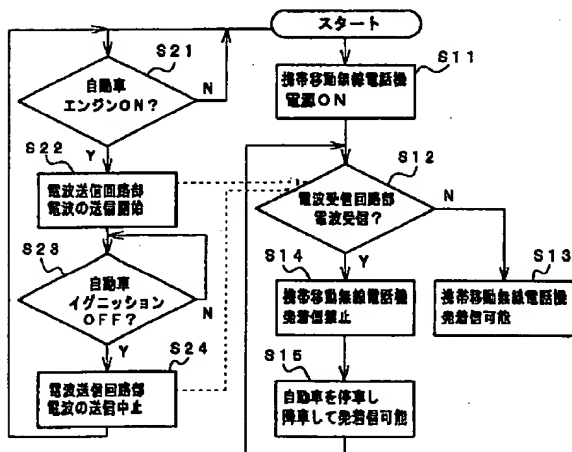 スタート
S21
自動車
エンジンON?
N
Y
S22
電波送信回路部
電波の送信開始
S23
自動車
イグニッション
OFF?
N
Y
S24
電波送信回路部
電波の送信中止
S11
携帯移動無線電話機
電源ON
S12
電波受信回路部
電波受信?
N
Y
S13
携帯移動無線電話機
発着信可能
S14
携帯移動無線電話機
発着信禁止
S15
自動車を停車し
降車して発着信可能